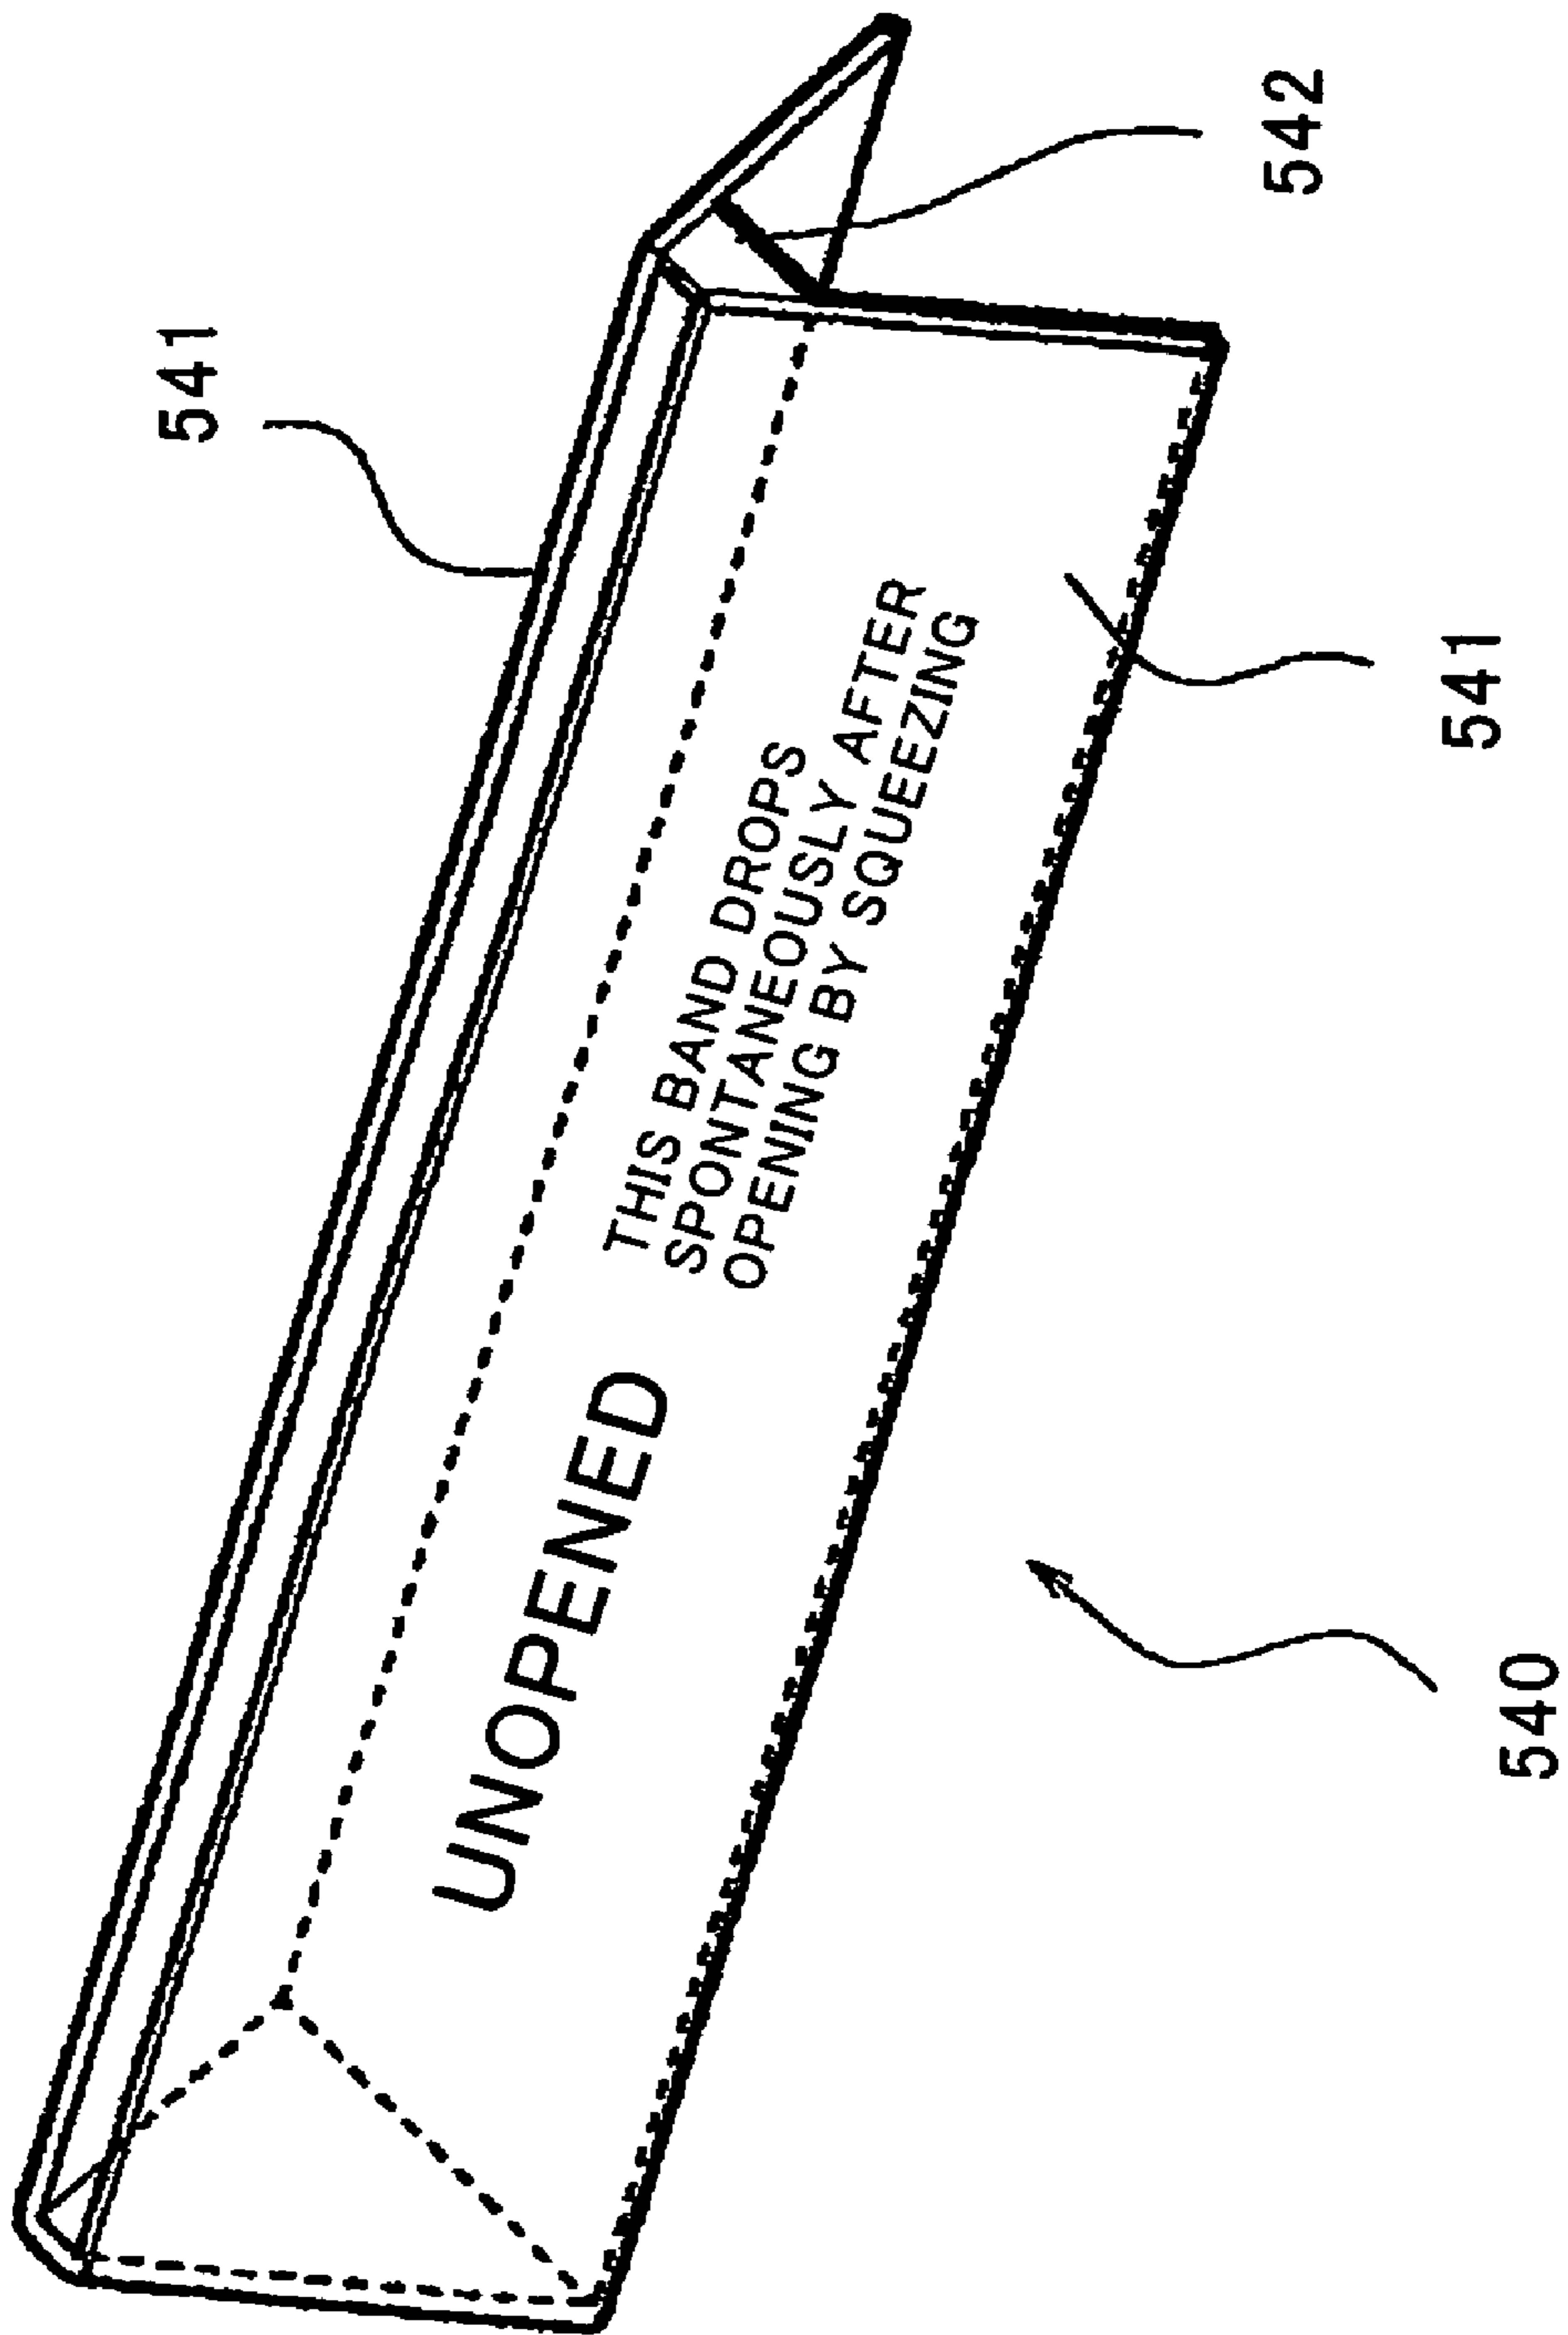 541
542
UNOPENED
THIS BAND DROPS
SPONTANEOUSLY AFTER
OPENING BY SQUEEZING
540
541